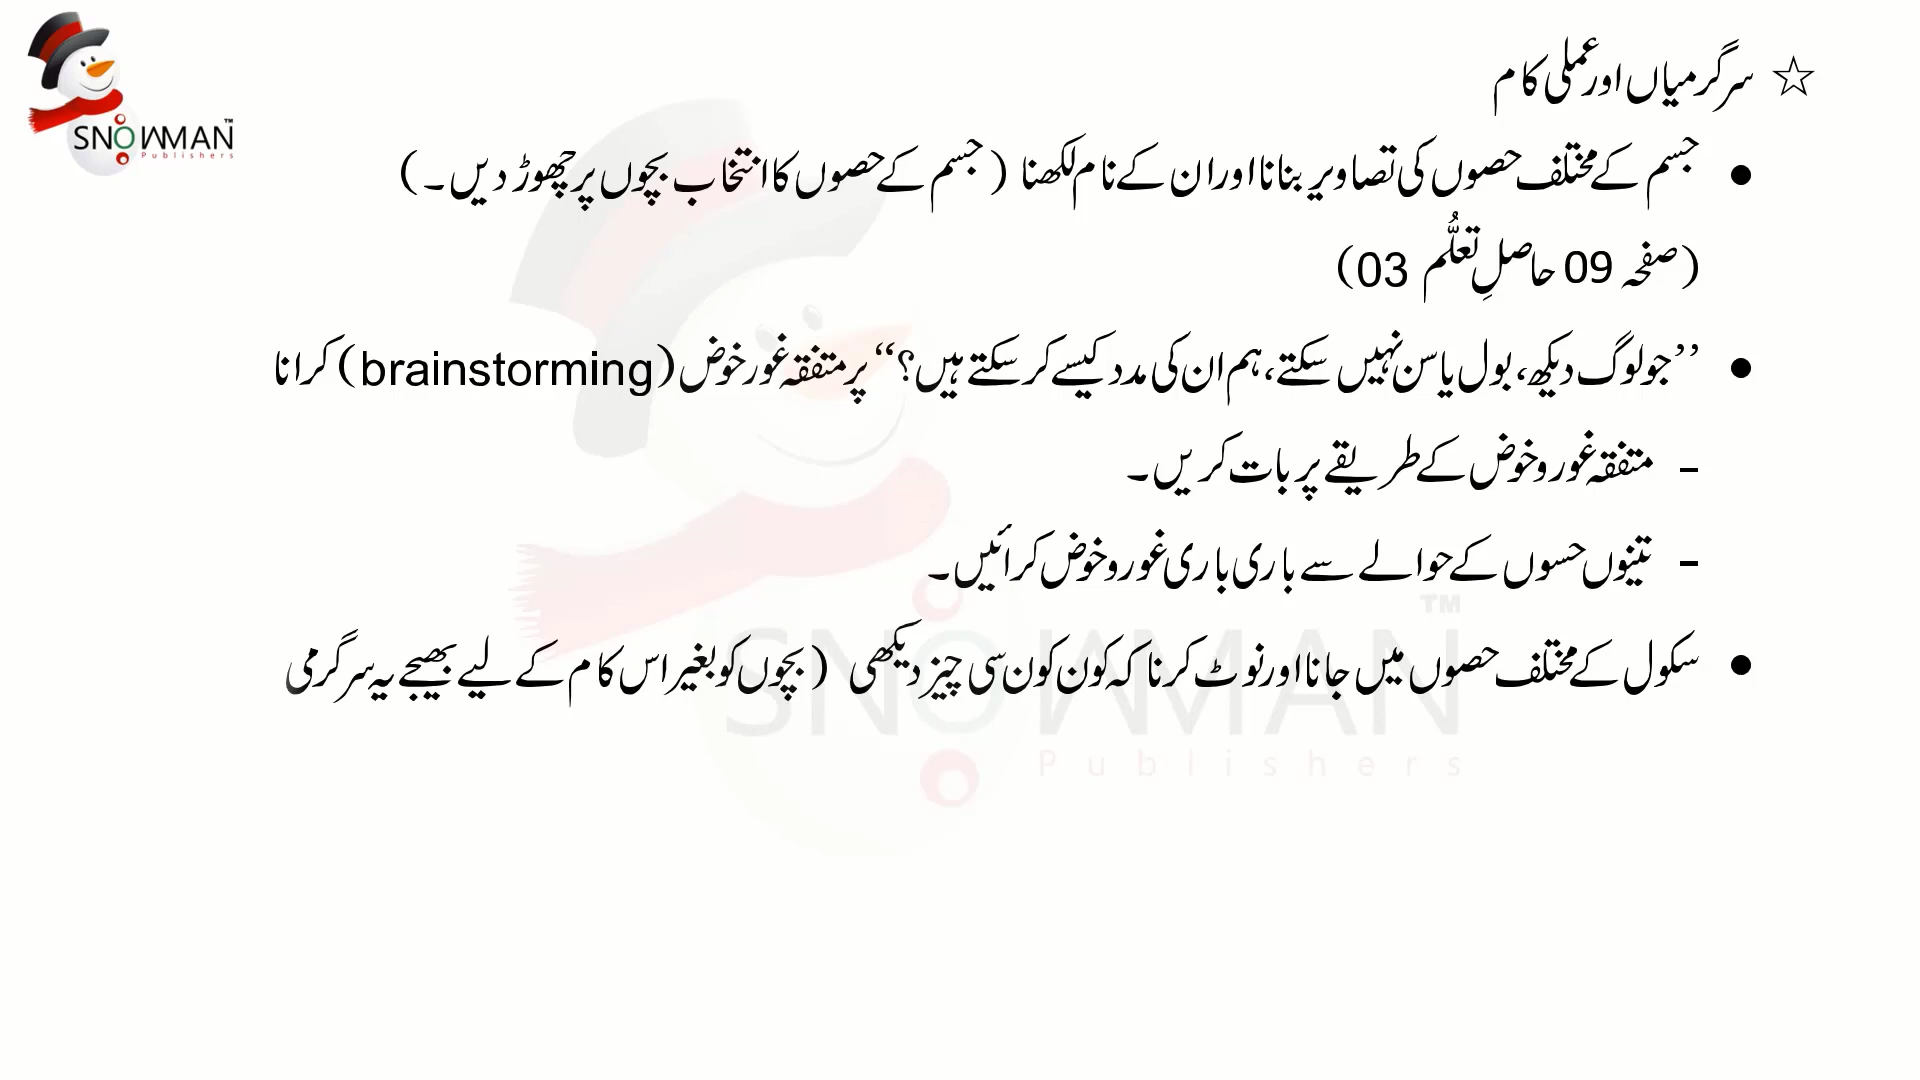 SNOWMAN™
Publishers
☆ سرگرمیاں اور عملی کام
• جسم کے مختلف حصوں کی تصاویر بنانا اور ان کے نام لکھنا (جسم کے حصوں کا انتخاب بچوں پر چھوڑ دیں۔)
(صفحہ 09 حاصلِ تعلُّم 03)
• ’’جو لوگ دیکھ، بول یا سن نہیں سکتے، ہم ان کی مدد کیسے کر سکتے ہیں؟‘‘ پر متفقہ غور خوض (brainstorming) کرانا
– متفقہ غور و خوض کے طریقے پر بات کریں۔
– تینوں حسوں کے حوالے سے باری باری غور و خوض کرائیں۔
• سکول کے مختلف حصوں میں جانا اور نوٹ کرنا کہ کون کون سی چیز دیکھی (بچوں کو بغیر اس کام کے لیے بھیجے یہ سرگرمی
SNOWMAN™
Publishers